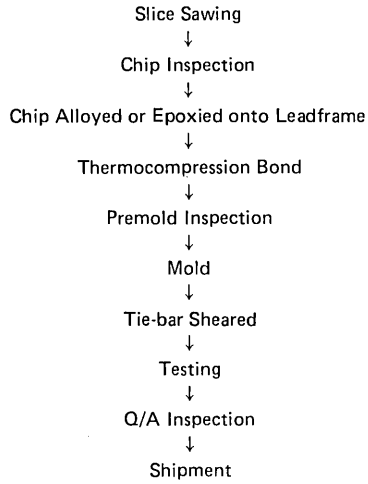 Slice Sawing
↓
Chip Inspection
↓
Chip Alloyed or Epoxied onto Leadframe
↓
Thermocompression Bond
↓
Premold Inspection
↓
Mold
↓
Tie-bar Sheared
↓
Testing
↓
Q/A Inspection
↓
Shipment